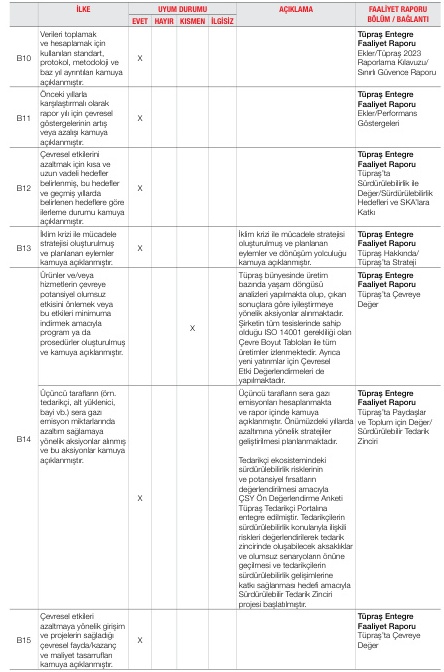 İLKE
UYUM DURUMU
EVET HAYIR KISMEN İLGİSİZ
AÇIKLAMA
FAALİYET RAPORU
BÖLÜM / BAĞLANTI
B10
Verileri toplamak
ve hesaplamak için
kullanılan standart,
protokol, metodoloji ve
baz yıl ayrıntıları kamuya
açıklanmıştır.
X
Tüpraş Entegre
Faaliyet Raporu
Ekler/Tüpraş 2023
Raporlama Kılavuzu/
Sınırlı Güvence Raporu
B11
Önceki yıllarla
karşılaştırmalı olarak
rapor yılı için çevresel
göstergelerinin artış
veya azalış kamuya
açıklanmıştır.
X
Tüpraş Entegre
Faaliyet Raporu
Ekler/Performans
Göstergeleri
B12
Çevresel etkilerini
azaltmak için kısa ve
uzun vadeli hedefler
belirlenmiş, bu hedefler
ve geçmiş yıllarda
belirlenen hedeflere göre
ilerleme durumu kamuya
açıklanmıştır.
X
Tüpraş Entegre
Faaliyet Raporu
Tüpraş'ta
Sürdürülebilirlik ile
Değer/Sürdürülebilirlik
Hedefleri ve SKA'lara
Katkı
B13
İklim krizi ile mücadele
stratejisi oluşturulmuş
ve planlanan eylemler
kamuya açıklanmıştır.
X
İklim krizi ile mücadele stratejisi
oluşturulmuş ve planlanan
eylemler ve dönüşüm yolculuğu
kamuya açıklanmıştır.
Tüpraş Entegre
Faaliyet Raporu
Tüpraş Hakkında/
Tüpraş'ta Strateji
B14
Ürünler ve/veya
hizmetlerin çevreye
potansiyel olumsuz
etkisini önlemek veya
bu etkileri minimuma
indirmek amacıyla
program ya da
prosedürler oluşturulmuş
ve kamuya açıklanmıştır.
X
Tüpraş bünyesinde üretim
bazında yaşam döngüsü
analizleri yapılmakta olup, çıkan
sonuçlara göre iyileştirmeye
yönelik aksiyonlar alınmaktadır.
Şirketin tüm tesislerinde sahip
olduğu ISO 14001 gerekliliği olan
Çevre Boyut Tabloları ile tüm
üretimler izlenmektedir. Ayrıca
yeni yatırımlar için Çevresel
Etki Değerlendirmeleri de
yapılmaktadır.
Tüpraş Entegre
Faaliyet Raporu
Tüpraş'ta Çevreye
Değer
Üçüncü tarafların (örn.
tedarikçi, alt yüklenici,
bayi vb.) sera gazı
emisyon miktarlarında
azaltım sağlamaya
yönelik aksiyonlar alınmış
ve bu aksiyonlar kamuya
açıklanmıştır.
X
Üçüncü tarafların sera gazı
emisyonları hesaplanmakta
ve rapor içinde kamuya
açıklanmıştır. Önümüzdeki yıllarda
azaltımına yönelik stratejiler
geliştirilmesi planlanmaktadır.
Tedarikçi ekosistemindeki
sürdürülebilirlik risklerinin
ve potansiyel fırsatların
değerlendirilmesi amacıyla
ÇSY Ön Değerlendirme Anketi
Tüpraş Tedarikçi Portalına
entegre edilmiştir. Tedarikçilerin
sürdürülebilirlik konularıyla ilişkili
riskleri değerlendirilerek tedarik
zincirinde oluşabilecek aksaklıklar
ve olumsuz senaryoların önüne
geçilmesi ve tedarikçilerin
sürdürülebilirlik gelişimlerine
katkı sağlanması hedefi amacıyla
Sürdürülebilir Tedarik Zinciri
projesi başlatılmıştır.
Tüpraş Entegre
Faaliyet Raporu
Tüpraş'ta Paydaşlar
ve Toplum için Değer/
Sürdürülebilir Tedarik
Zinciri
B15
Çevresel etkileri
azaltmaya yönelik girişim
ve projelerin sağladığı
çevresel fayda/kazanç
ve maliyet tasarrufları
kamuya açıklanmıştır.
X
Tüpraş Entegre
Faaliyet Raporu
Tüpraş'ta Çevreye
Değer